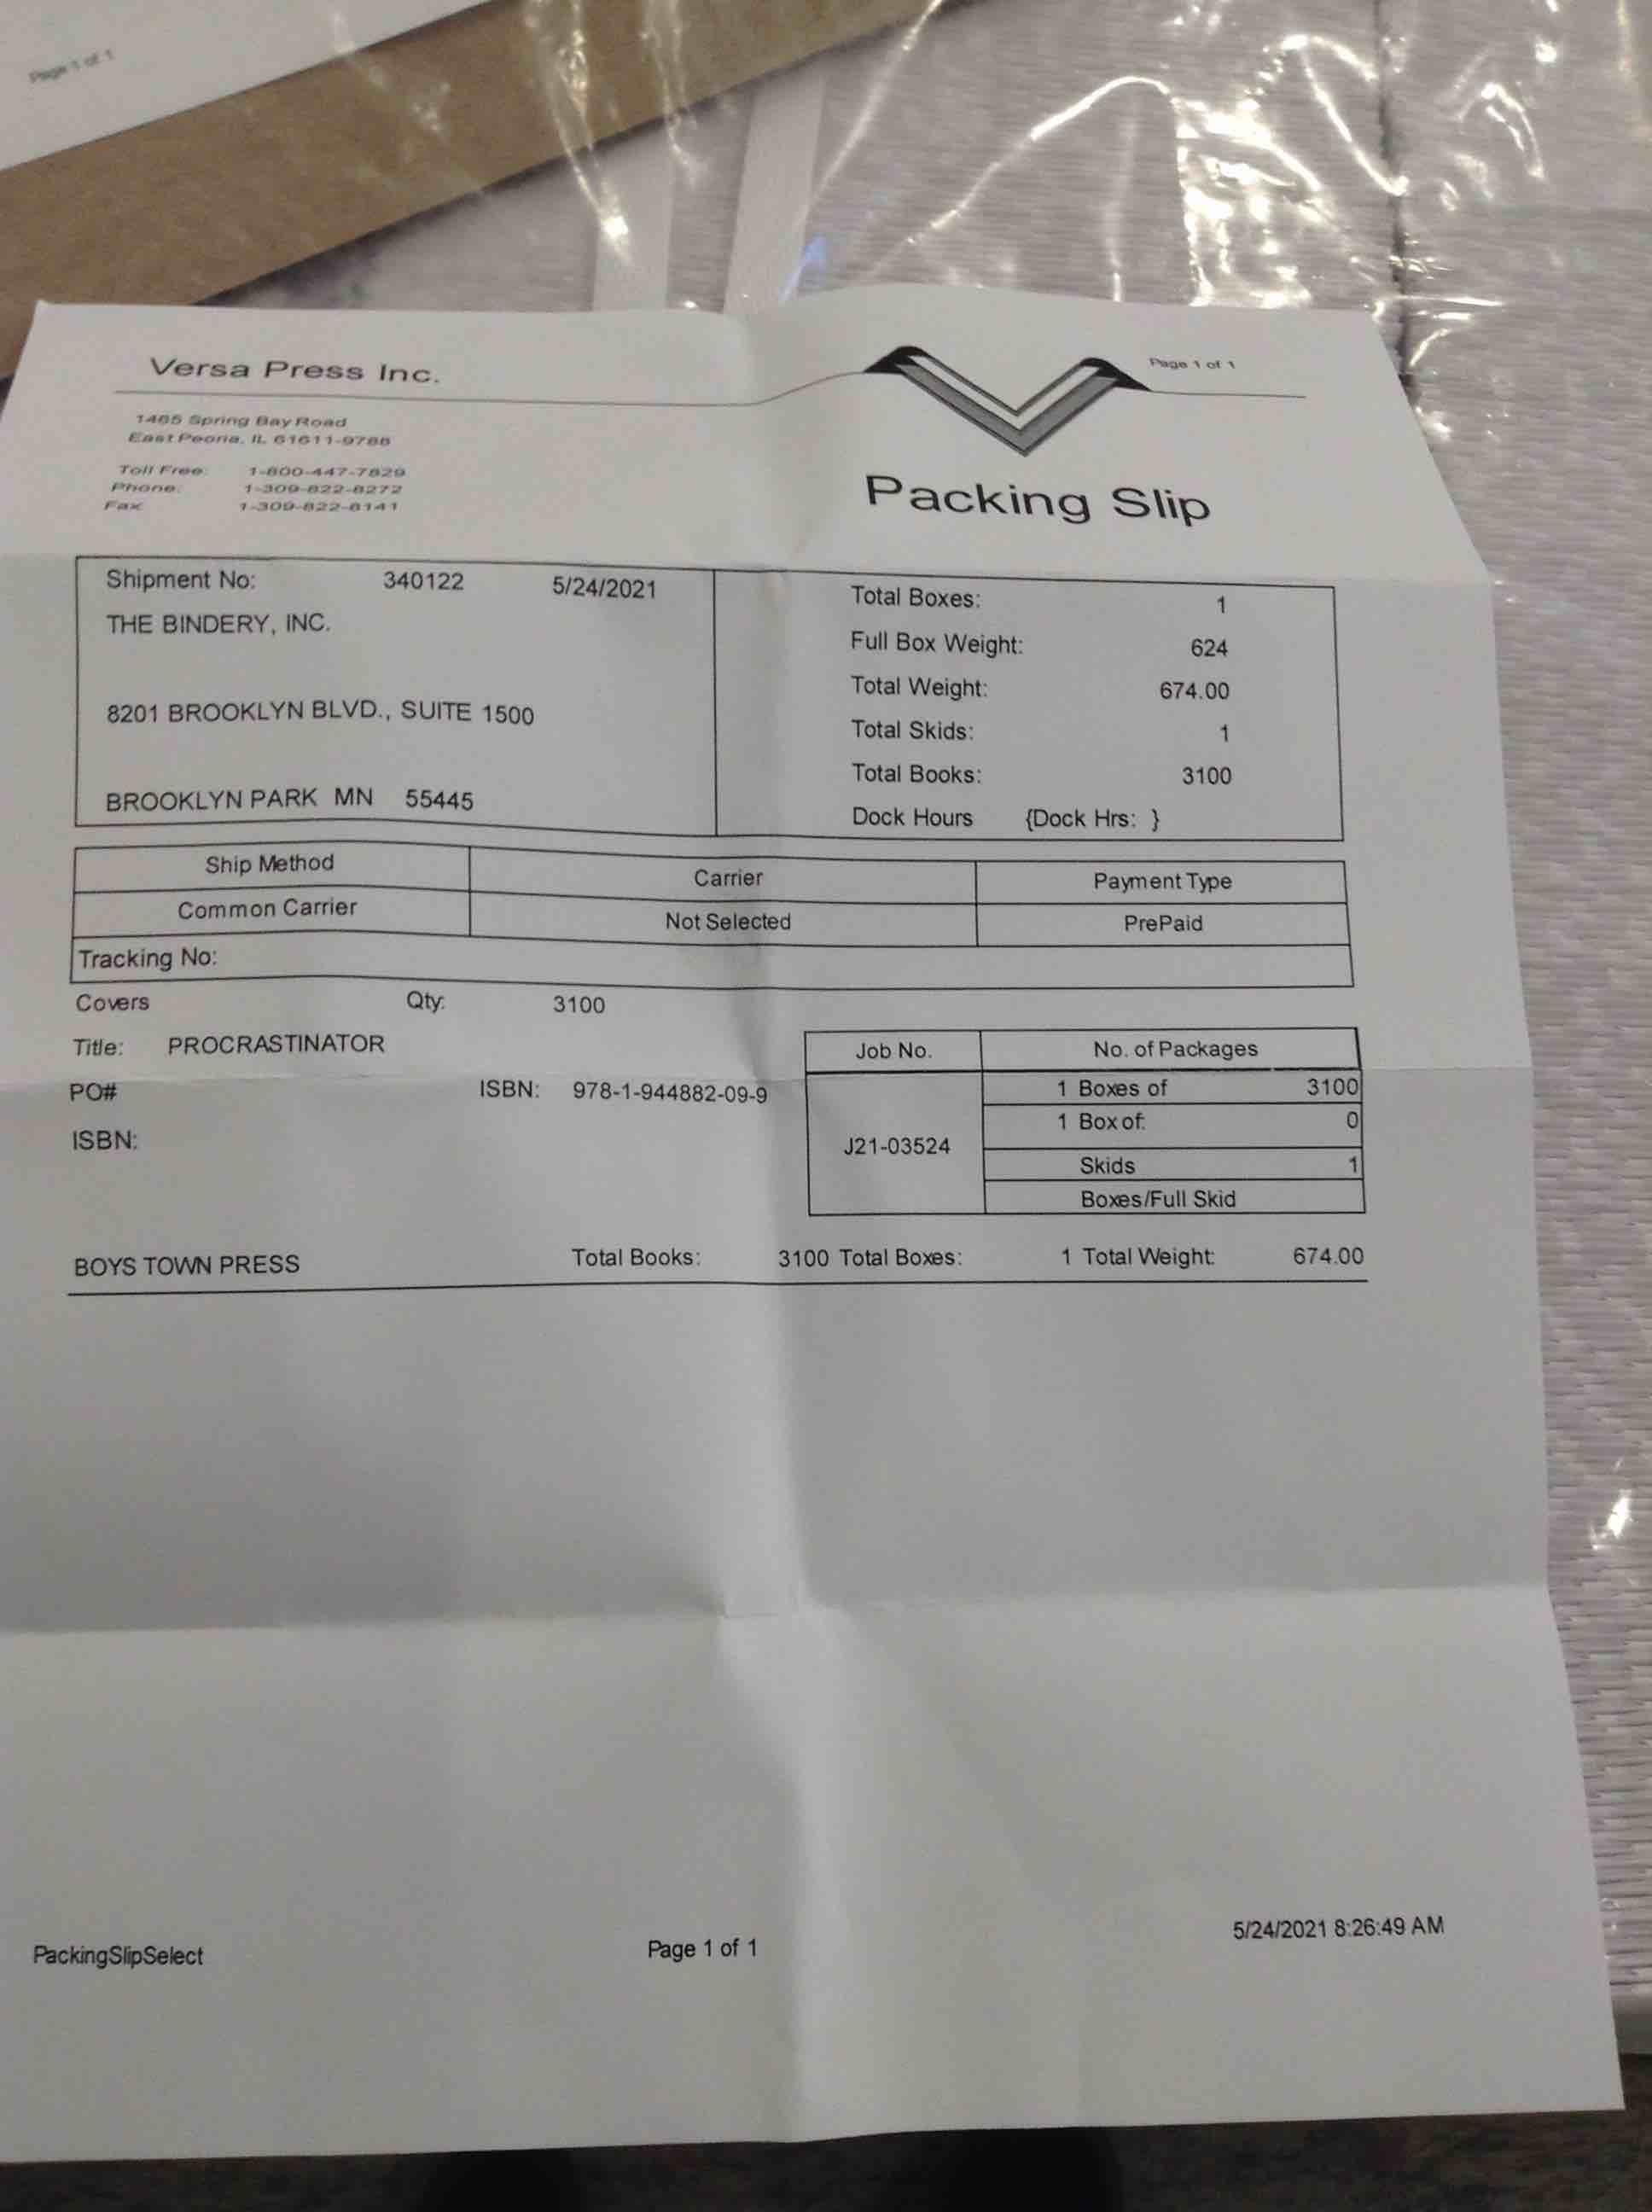 Page 1 of 1
Versa Press Inc.
Page 1 of 1
1465 Spring Bay Road
East Peoria, IL 61611-9788
Toll Free: 1-800-447-7829
Phone: 1-309-822-8272
Fax 1-309-822-8141
Packing Slip
Shipment No: 340122 5/24/2021
THE BINDERY, INC.
8201 BROOKLYN BLVD., SUITE 1500
BROOKLYN PARK MN 55445
Total Boxes: 1
Full Box Weight: 624
Total Weight: 674.00
Total Skids: 1
Total Books: 3100
Dock Hours {Dock Hrs: }
Ship Method Carrier Payment Type
Common Carrier Not Selected PrePaid
Tracking No:
Covers Qty: 3100
Title: PROCRASTINATOR
PO# ISBN: 978-1-944882-09-9
ISBN:
Job No. No. of Packages
J21-03524
1 Boxes of 3100
1 Box of: 0
Skids 1
Boxes/Full Skid
BOYS TOWN PRESS Total Books: 3100 Total Boxes: 1 Total Weight: 674.00
PackingSlipSelect Page 1 of 1 5/24/2021 8:26:49 AM